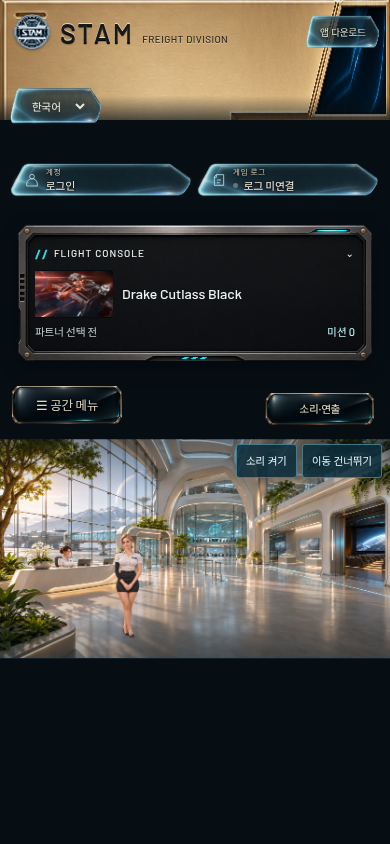 STAM
STAM
FREIGHT DIVISION
앱 다운로드
한국어
계정
로그인
게임 로그
로그 미연결
// FLIGHT CONSOLE
Drake Cutlass Black
파트너 선택 전
미션 0
☰ 공간 메뉴
소리·연출
소리 켜기
이동 건너뛰기